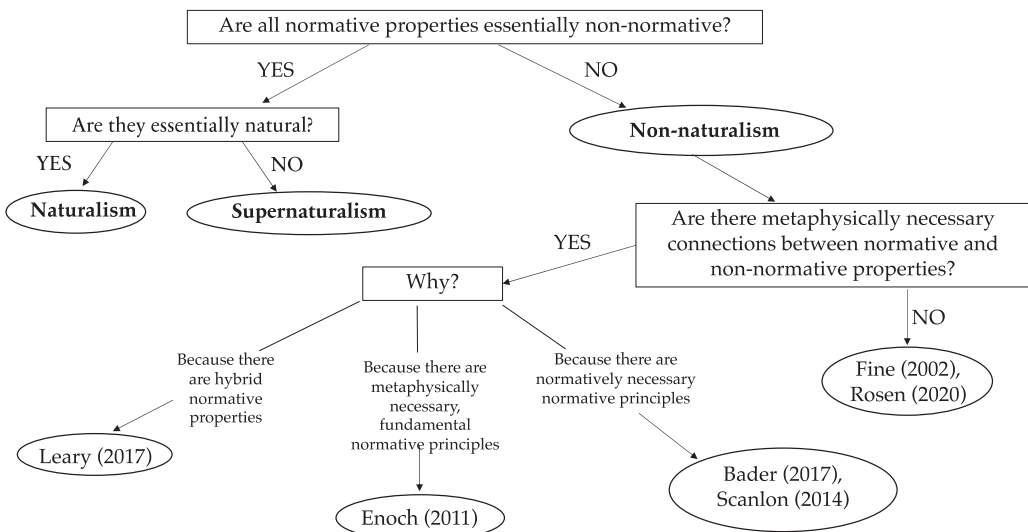 Are all normative properties essentially non-normative?
YES
NO
Are they essentially natural?
Non-naturalism
YES
NO
Naturalism
Supernaturalism
Are there metaphysically necessary
connections between normative and
non-normative properties?
YES
Why?
NO
Because there
are hybrid
normative
properties
Because there are
metaphysically
necessary,
fundamental
normative principles
Because there are
normatively necessary
normative principles
Fine (2002),
Rosen (2020)
Leary (2017)
Bader (2017),
Scanlon (2014)
Enoch (2011)